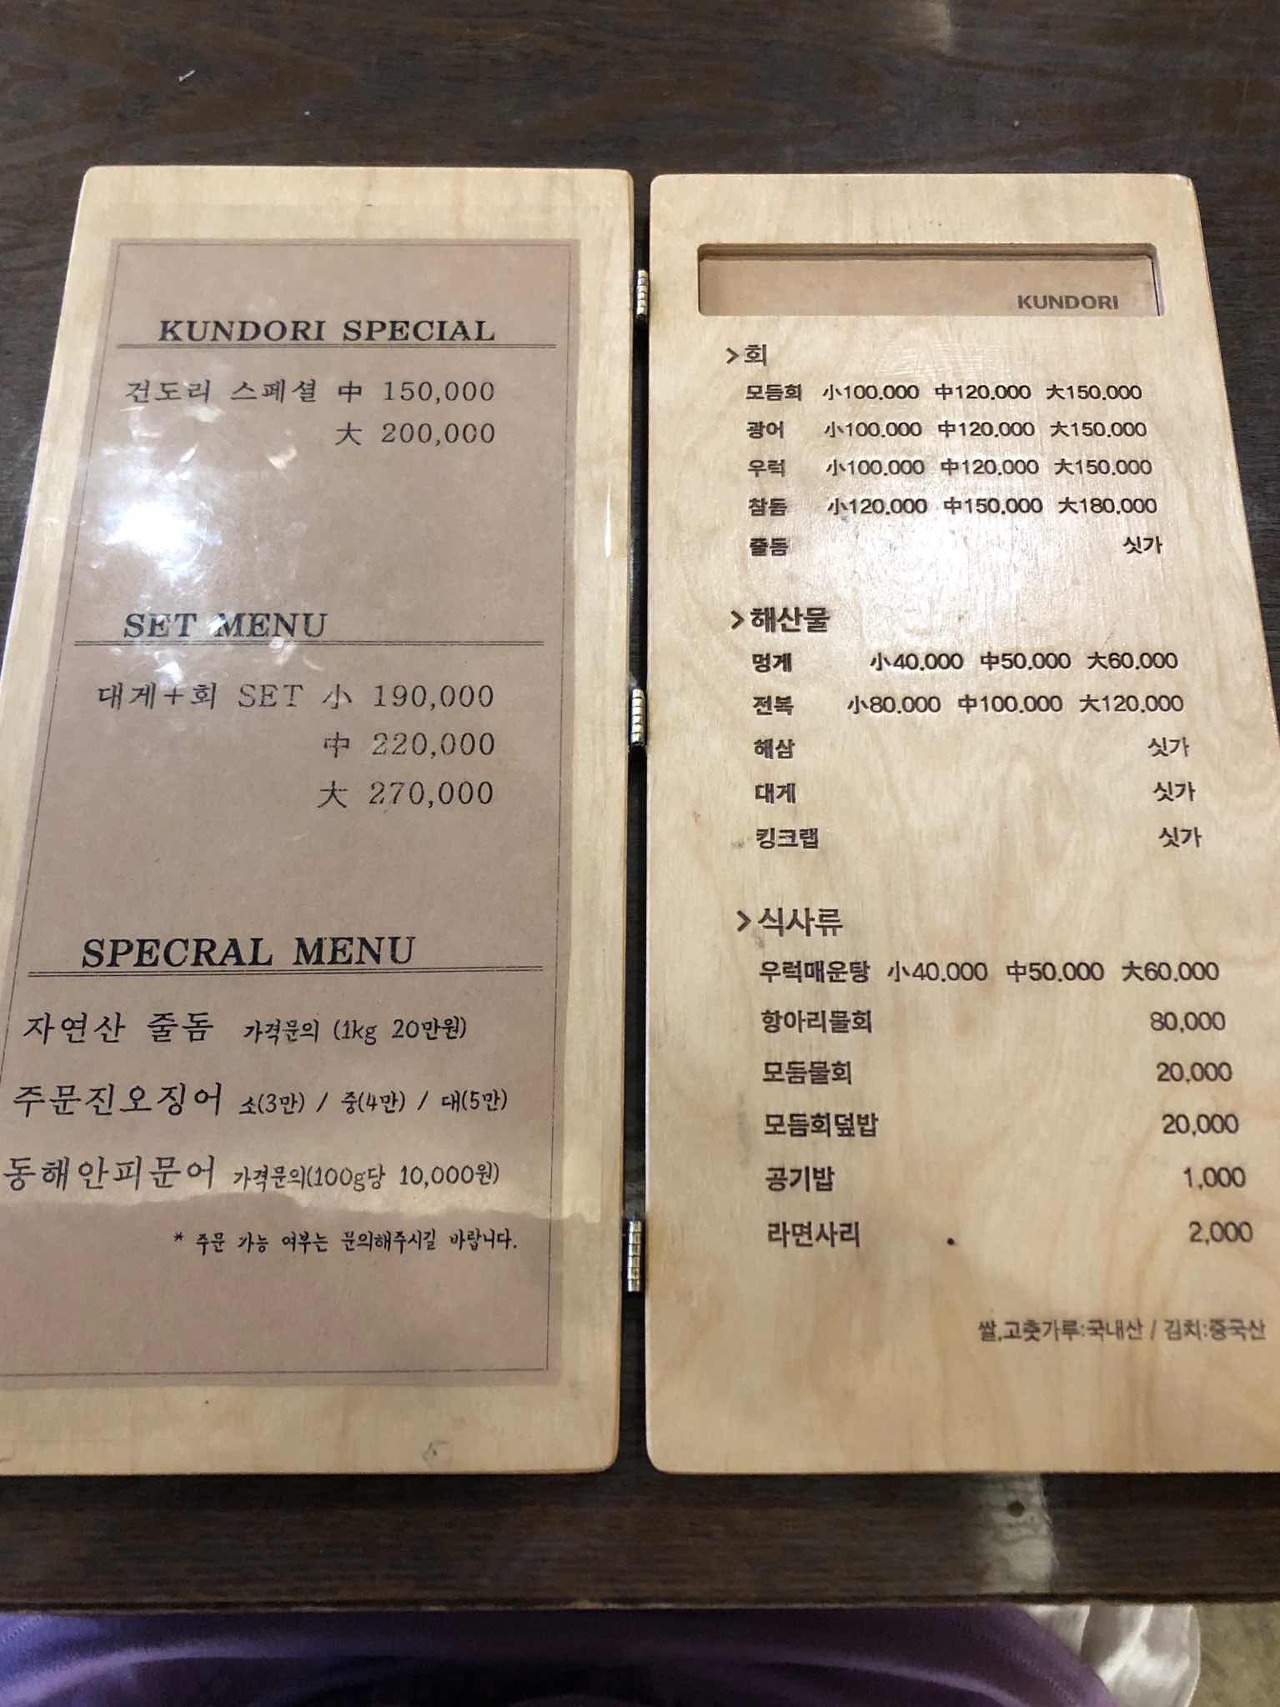 KUNDORI SPECIAL
건도리 스페셜 中 150,000
大 200,000
SET MENU
대게+회 SET 小 190,000
中 220,000
大 270,000
SPECRAL MENU
자연산 줄돔 가격문의 (1kg 20만원)
주문진오징어 소(3만) / 중(4만) / 대(5만)
동해안피문어 가격문의(100g당 10,000원)
* 주문 가능 여부는 문의해주시길 바랍니다.
KUNDORI
>회
모듬회 小100.000 中120.000 大150.000
광어 小100.000 中120.000 大150.000
우럭 小100.000 中120.000 大150.000
참돔 小120.000 中150.000 大180.000
줄돔 싯가
>해산물
멍게 小40.000 中50.000 大60.000
전복 小80.000 中100.000 大120.000
해삼 싯가
대게 싯가
킹크랩 싯가
>식사류
우럭매운탕 小40.000 中50.000 大60.000
항아리물회 80,000
모듬물회 20,000
모듬회덮밥 20,000
공기밥 1,000
라면사리 2,000
쌀,고춧가루:국내산 / 김치:중국산